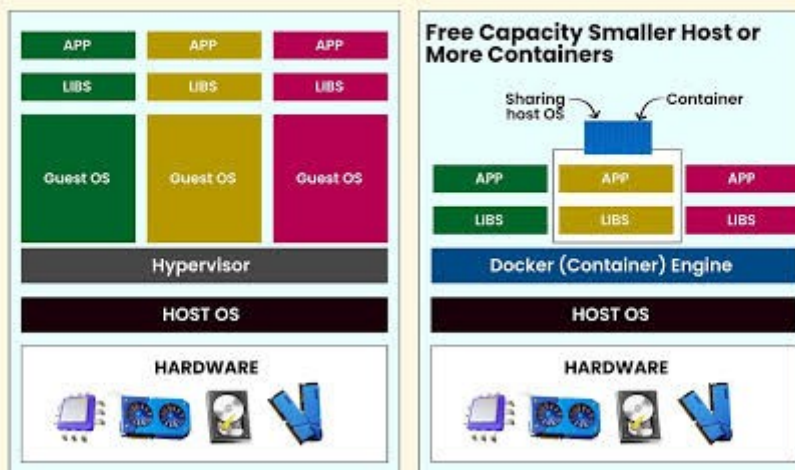 APP APP APP
LIBS LIBS LIBS
Guest OS Guest OS Guest OS
Hypervisor
HOST OS
HARDWARE
Free Capacity Smaller Host or
More Containers
Sharing
host OS
Container
APP APP APP
LIBS LIBS LIBS
Docker (Container) Engine
HOST OS
HARDWARE